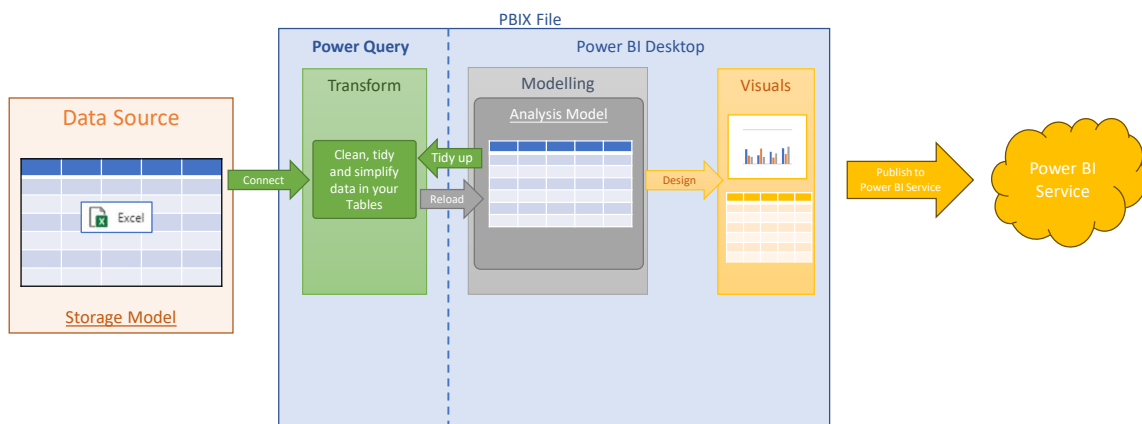 PBIX File
Power Query
Power BI Desktop
Data Source
Excel
Storage Model
Connect
Transform
Clean, tidy
and simplify
data in your
Tables
Tidy up
Reload
Modelling
Analysis Model
Design
Visuals
Publish to
Power BI Service
Power BI
Service